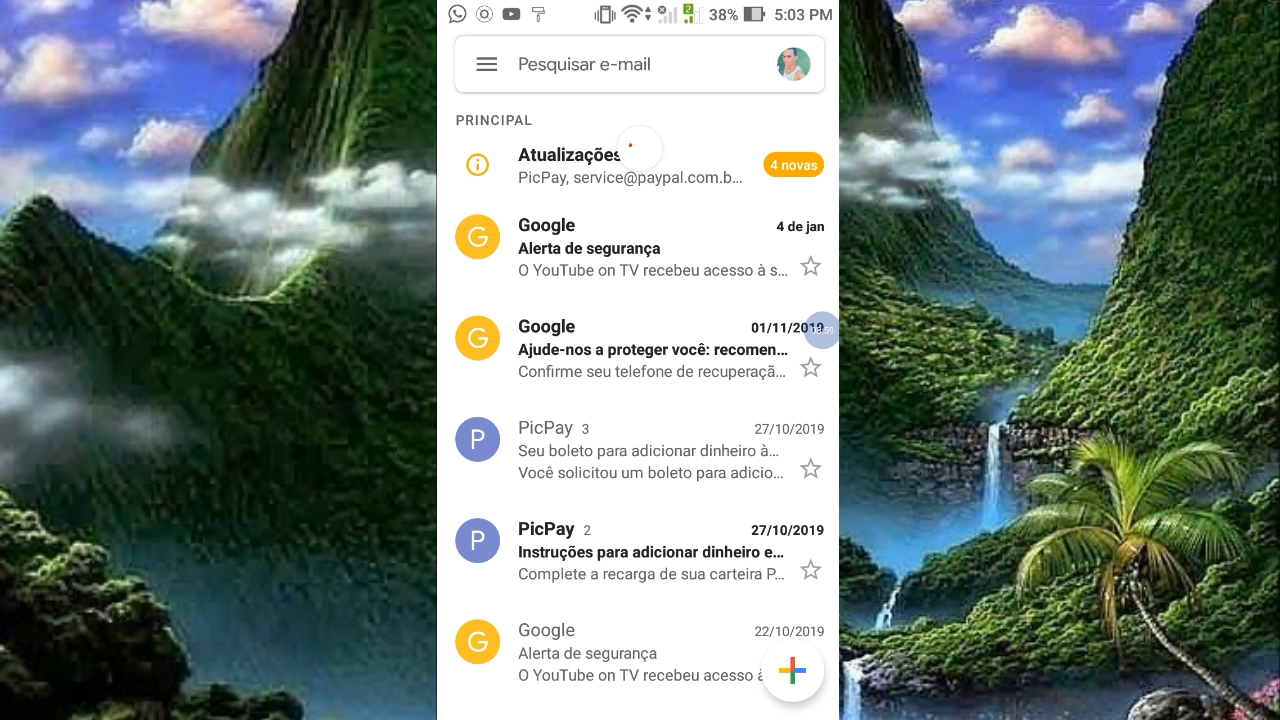 2 38% 5:03 PM
Pesquisar e-mail
PRINCIPAL
Atualizações
4 novas
PicPay, service@paypal.com.b...
G
Google
4 de jan
Alerta de segurança
O YouTube on TV recebeu acesso à s...
G
Google
01/11/2019
Ajude-nos a proteger você: recomen...
Confirme seu telefone de recuperaçã...
P
PicPay 3
27/10/2019
Seu boleto para adicionar dinheiro à...
Você solicitou um boleto para adicio...
P
PicPay 2
27/10/2019
Instruções para adicionar dinheiro e...
Complete a recarga de sua carteira P...
G
Google
22/10/2019
Alerta de segurança
O YouTube on TV recebeu acesso à